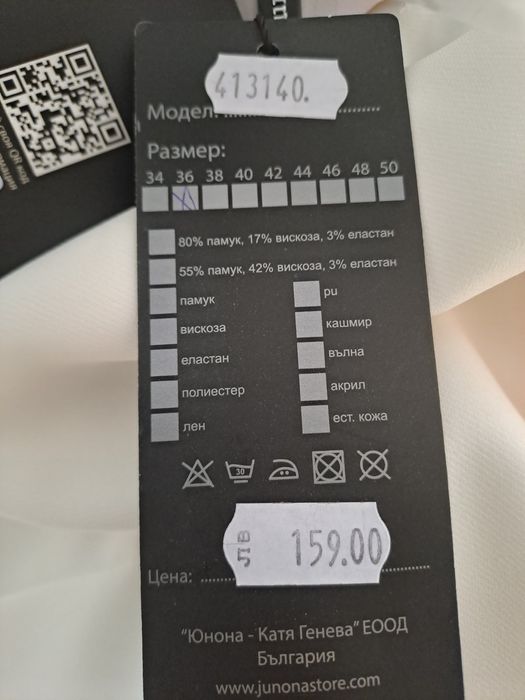 413140.
Модел:
Размер:
34 36 38 40 42 44 46 48 50
80% памук, 17% вискоза, 3% еластан
55% памук, 42% вискоза, 3% еластан
памук
pu
вискоза
кашмир
еластан
вълна
полиестер
акрил
лен
ест. кожа
30
ЛВ 159.00
Цена:
"Юнона - Катя Генева" ЕООД
България
www.junonastore.com
QR код